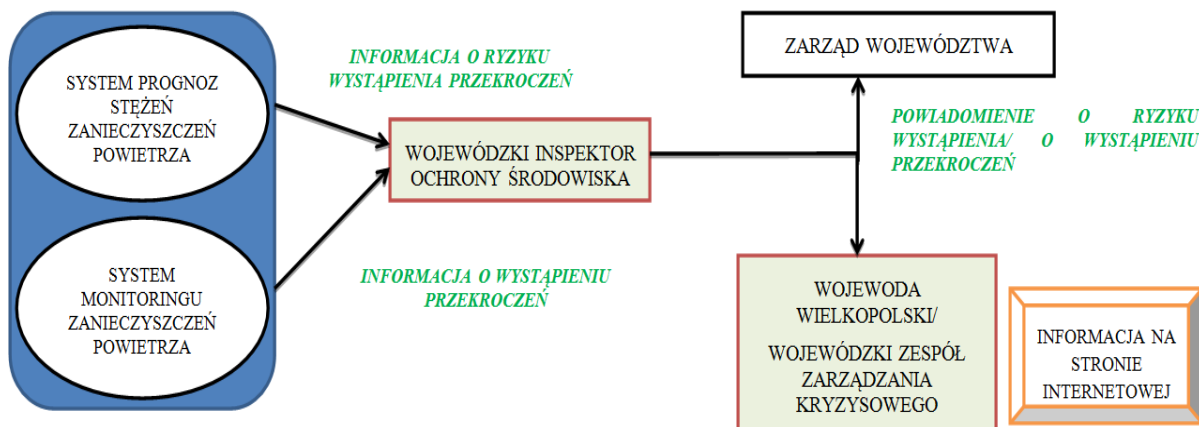 SYSTEM PROGNOZ
STĘŻEŃ
ZANIECZYSZCZEŃ
POWIETRZA
SYSTEM
MONITORINGU
ZANIECZYSZCZEŃ
POWIETRZA
INFORMACJA O RYZYKU
WYSTĄPIENIA PRZEKROCZEŃ
INFORMACJA O WYSTĄPIENIU
PRZEKROCZEŃ
WOJEWÓDZKI INSPEKTOR
OCHRONY ŚRODOWISKA
ZARZĄD WOJEWÓDZTWA
POWIADOMIENIE O RYZYKU
WYSTĄPIENIA/ O WYSTĄPIENIU
PRZEKROCZEŃ
WOJEWODA
WIELKOPOLSKI/
WOJEWÓDZKI ZESPÓŁ
ZARZĄDZANIA
KRYZYSOWEGO
INFORMACJA NA
STRONIE
INTERNETOWEJ